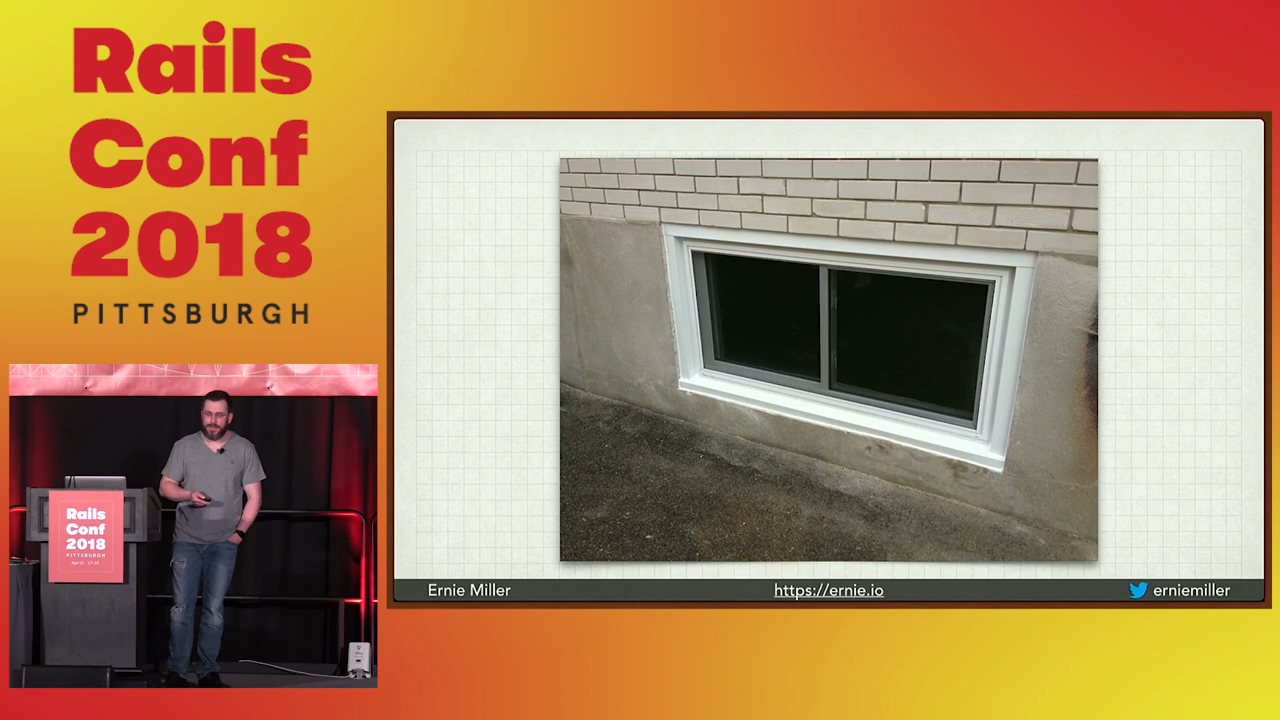 Rails
Conf
2018
PITTSBURGH
Rails
Conf
2018
PITTSBURGH
Ernie Miller
https://ernie.io
erniemiller